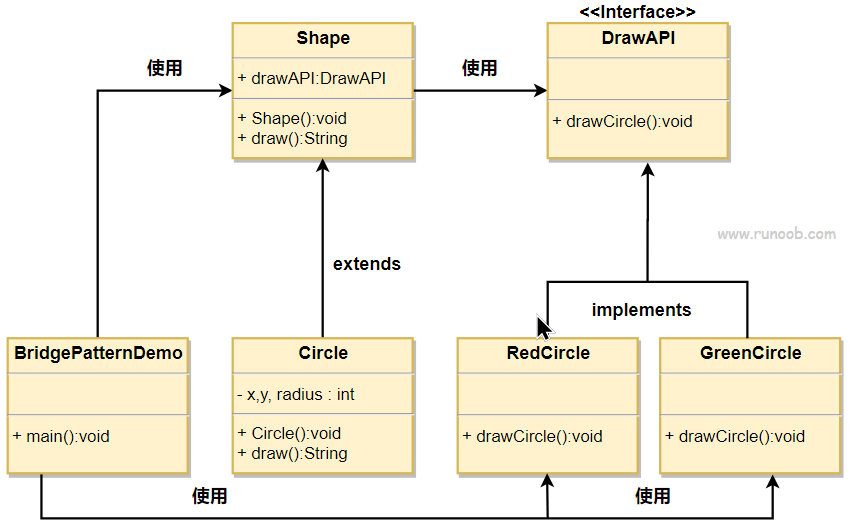 <<Interface>>
Shape
DrawAPI
使用
使用
+ drawAPI:DrawAPI
+ Shape():void
+ draw():String
+ drawCircle():void
www.runoob.com
extends
implements
BridgePatternDemo
Circle
RedCircle
GreenCircle
- x,y, radius : int
+ main():void
+ Circle():void
+ draw():String
+ drawCircle():void
+ drawCircle():void
使用
使用